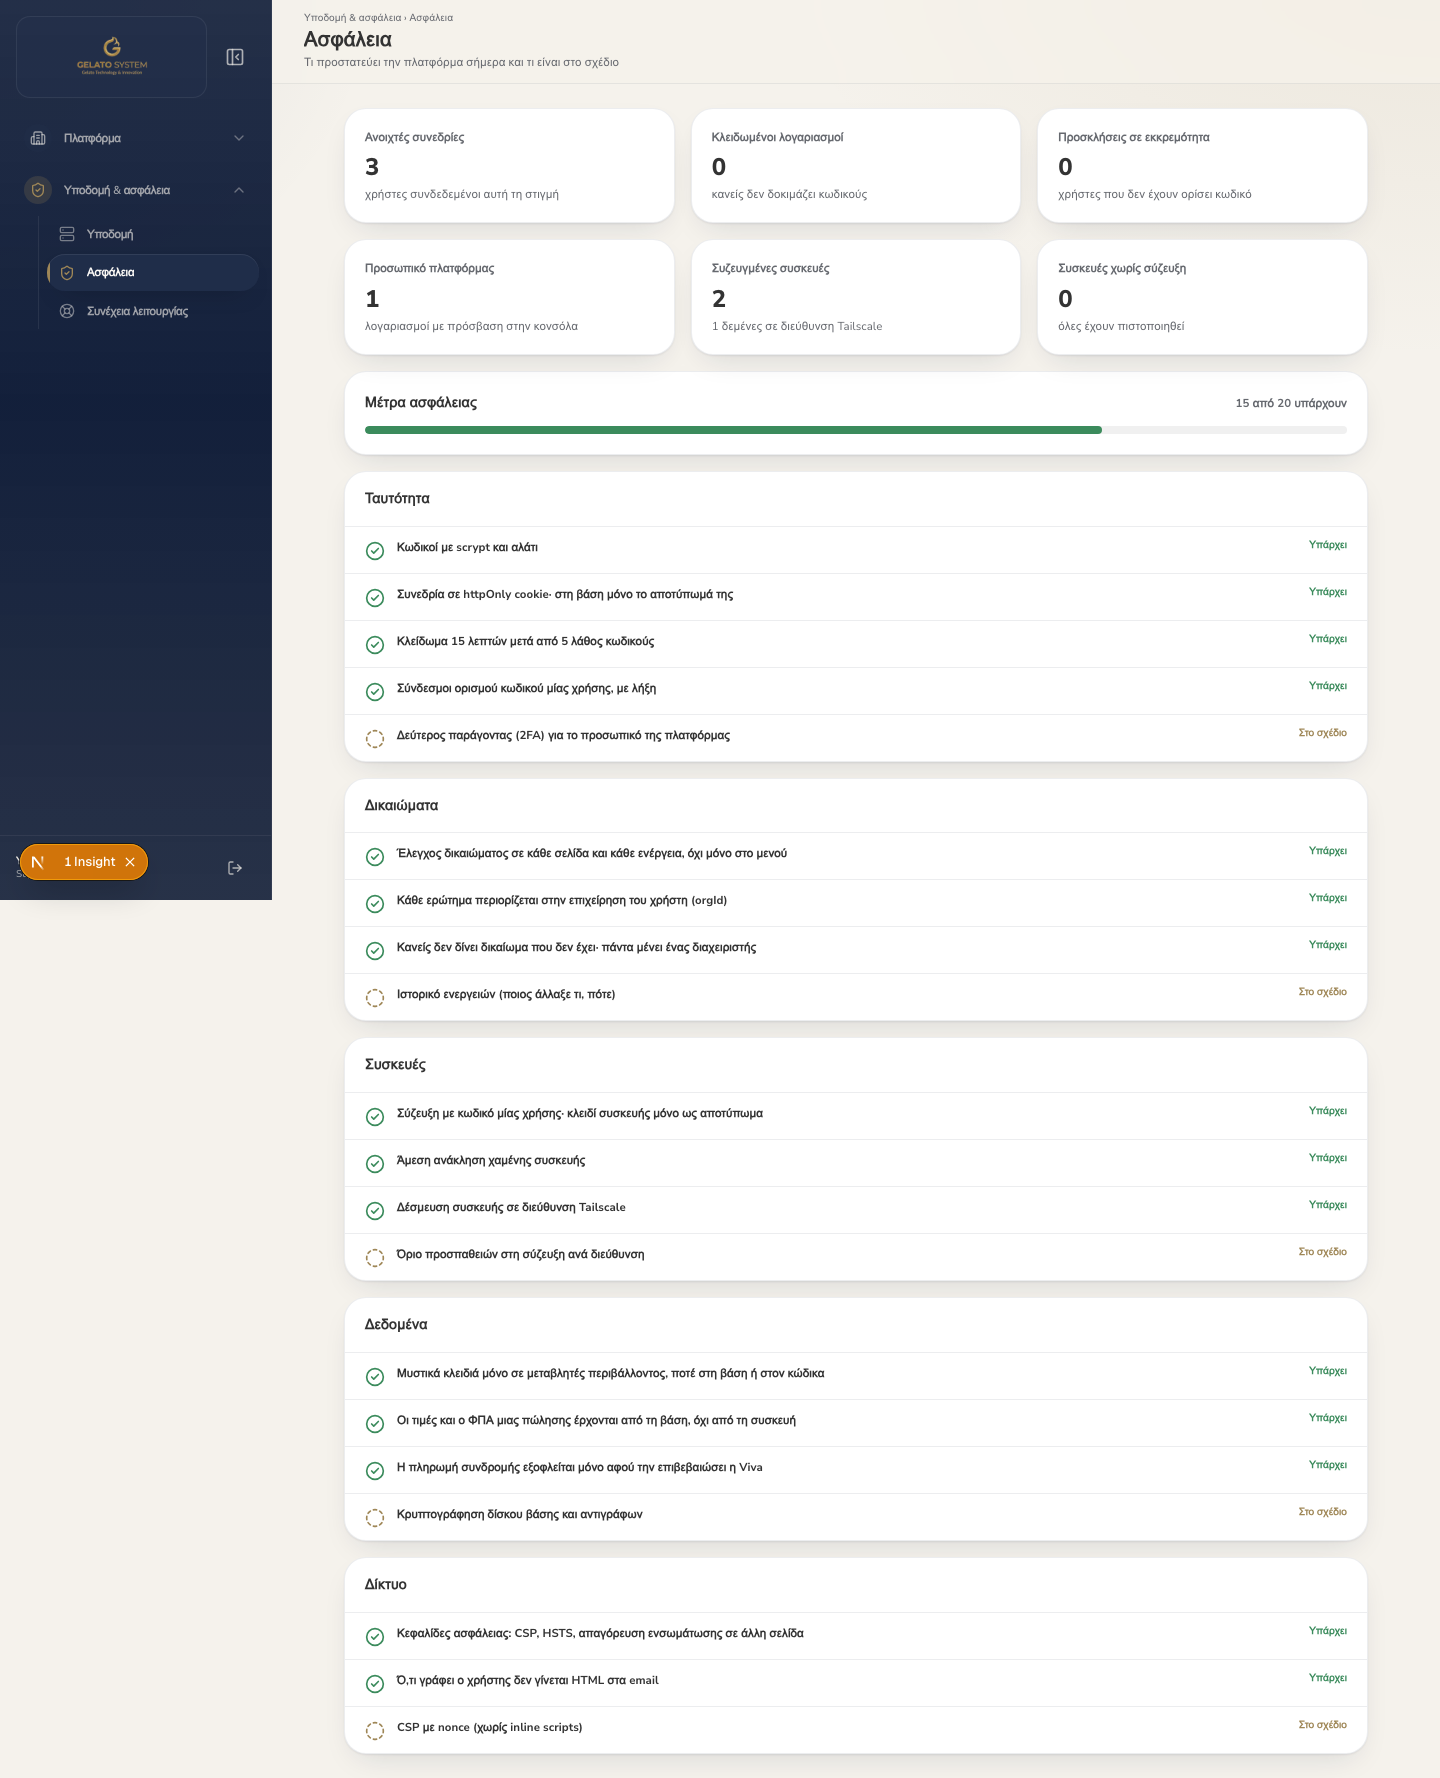 GELATO SYSTEM
Gelato Technology & Innovation
Πλατφόρμα
Υποδομή & ασφάλεια
Υποδομή
Ασφάλεια
Συνέχεια λειτουργίας
1 Insight
Υποδομή & ασφάλεια › Ασφάλεια
Ασφάλεια
Τι προστατεύει την πλατφόρμα σήμερα και τι είναι στο σχέδιο
Ανοιχτές συνεδρίες
3
χρήστες συνδεδεμένοι αυτή τη στιγμή
Κλειδωμένοι λογαριασμοί
0
κανείς δεν δοκιμάζει κωδικούς
Προσκλήσεις σε εκκρεμότητα
0
χρήστες που δεν έχουν ορίσει κωδικό
Προσωπικό πλατφόρμας
1
λογαριασμοί με πρόσβαση στην κονσόλα
Συζευγμένες συσκευές
2
1 δεμένες σε διεύθυνση Tailscale
Συσκευές χωρίς σύζευξη
0
όλες έχουν πιστοποιηθεί
Μέτρα ασφάλειας
15 από 20 υπάρχουν
Ταυτότητα
Κωδικοί με scrypt και αλάτι
Υπάρχει
Συνεδρία σε httpOnly cookie· στη βάση μόνο το αποτύπωμά της
Υπάρχει
Κλείδωμα 15 λεπτών μετά από 5 λάθος κωδικούς
Υπάρχει
Σύνδεσμοι ορισμού κωδικού μίας χρήσης, με λήξη
Υπάρχει
Δεύτερος παράγοντας (2FA) για το προσωπικό της πλατφόρμας
Στο σχέδιο
Δικαιώματα
Έλεγχος δικαιώματος σε κάθε σελίδα και κάθε ενέργεια, όχι μόνο στο μενού
Υπάρχει
Κάθε ερώτημα περιορίζεται στην επιχείρηση του χρήστη (orgId)
Υπάρχει
Κανείς δεν δίνει δικαίωμα που δεν έχει· πάντα μένει ένας διαχειριστής
Υπάρχει
Ιστορικό ενεργειών (ποιος άλλαξε τι, πότε)
Στο σχέδιο
Συσκευές
Σύζευξη με κωδικό μίας χρήσης· κλειδί συσκευής μόνο ως αποτύπωμα
Υπάρχει
Άμεση ανάκληση χαμένης συσκευής
Υπάρχει
Δέσμευση συσκευής σε διεύθυνση Tailscale
Υπάρχει
Όριο προσπαθειών στη σύζευξη ανά διεύθυνση
Στο σχέδιο
Δεδομένα
Μυστικά κλειδιά μόνο σε μεταβλητές περιβάλλοντος, ποτέ στη βάση ή στον κώδικα
Υπάρχει
Οι τιμές και ο ΦΠΑ μιας πώλησης έρχονται από τη βάση, όχι από τη συσκευή
Υπάρχει
Η πληρωμή συνδρομής εξοφλείται μόνο αφού την επιβεβαιώσει η Viva
Υπάρχει
Κρυπτογράφηση δίσκου βάσης και αντιγράφων
Στο σχέδιο
Δίκτυο
Κεφαλίδες ασφάλειας: CSP, HSTS, απαγόρευση ενσωμάτωσης σε άλλη σελίδα
Υπάρχει
Ό,τι γράφει ο χρήστης δεν γίνεται HTML στα email
Υπάρχει
CSP με nonce (χωρίς inline scripts)
Στο σχέδιο